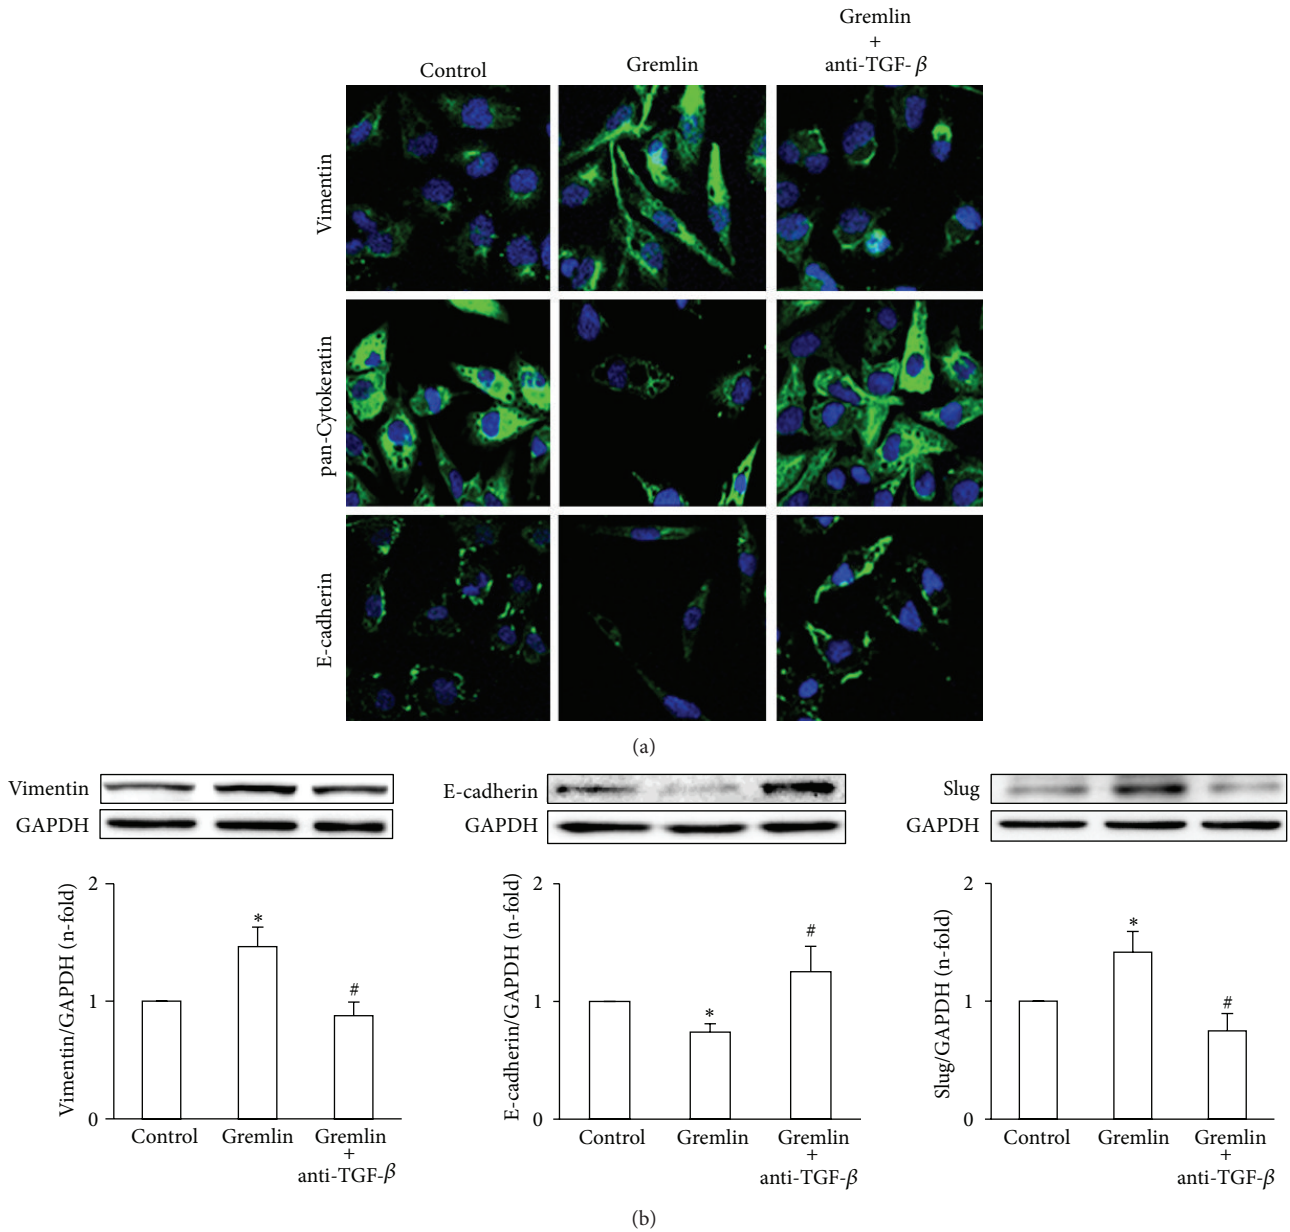 Control
Gremlin
Gremlin
+
anti-TGF-β
Vimentin
pan-Cytokeratin
E-cadherin
(a)
Vimentin
GAPDH
E-cadherin
GAPDH
Slug
GAPDH
Vimentin/GAPDH (n-fold)
2
1
0
*
#
Control
Gremlin
Gremlin
+
anti-TGF-β
E-cadherin/GAPDH (n-fold)
2
1
0
*
#
Control
Gremlin
Gremlin
+
anti-TGF-β
Slug/GAPDH (n-fold)
2
1
0
*
#
Control
Gremlin
Gremlin
+
anti-TGF-β
(b)